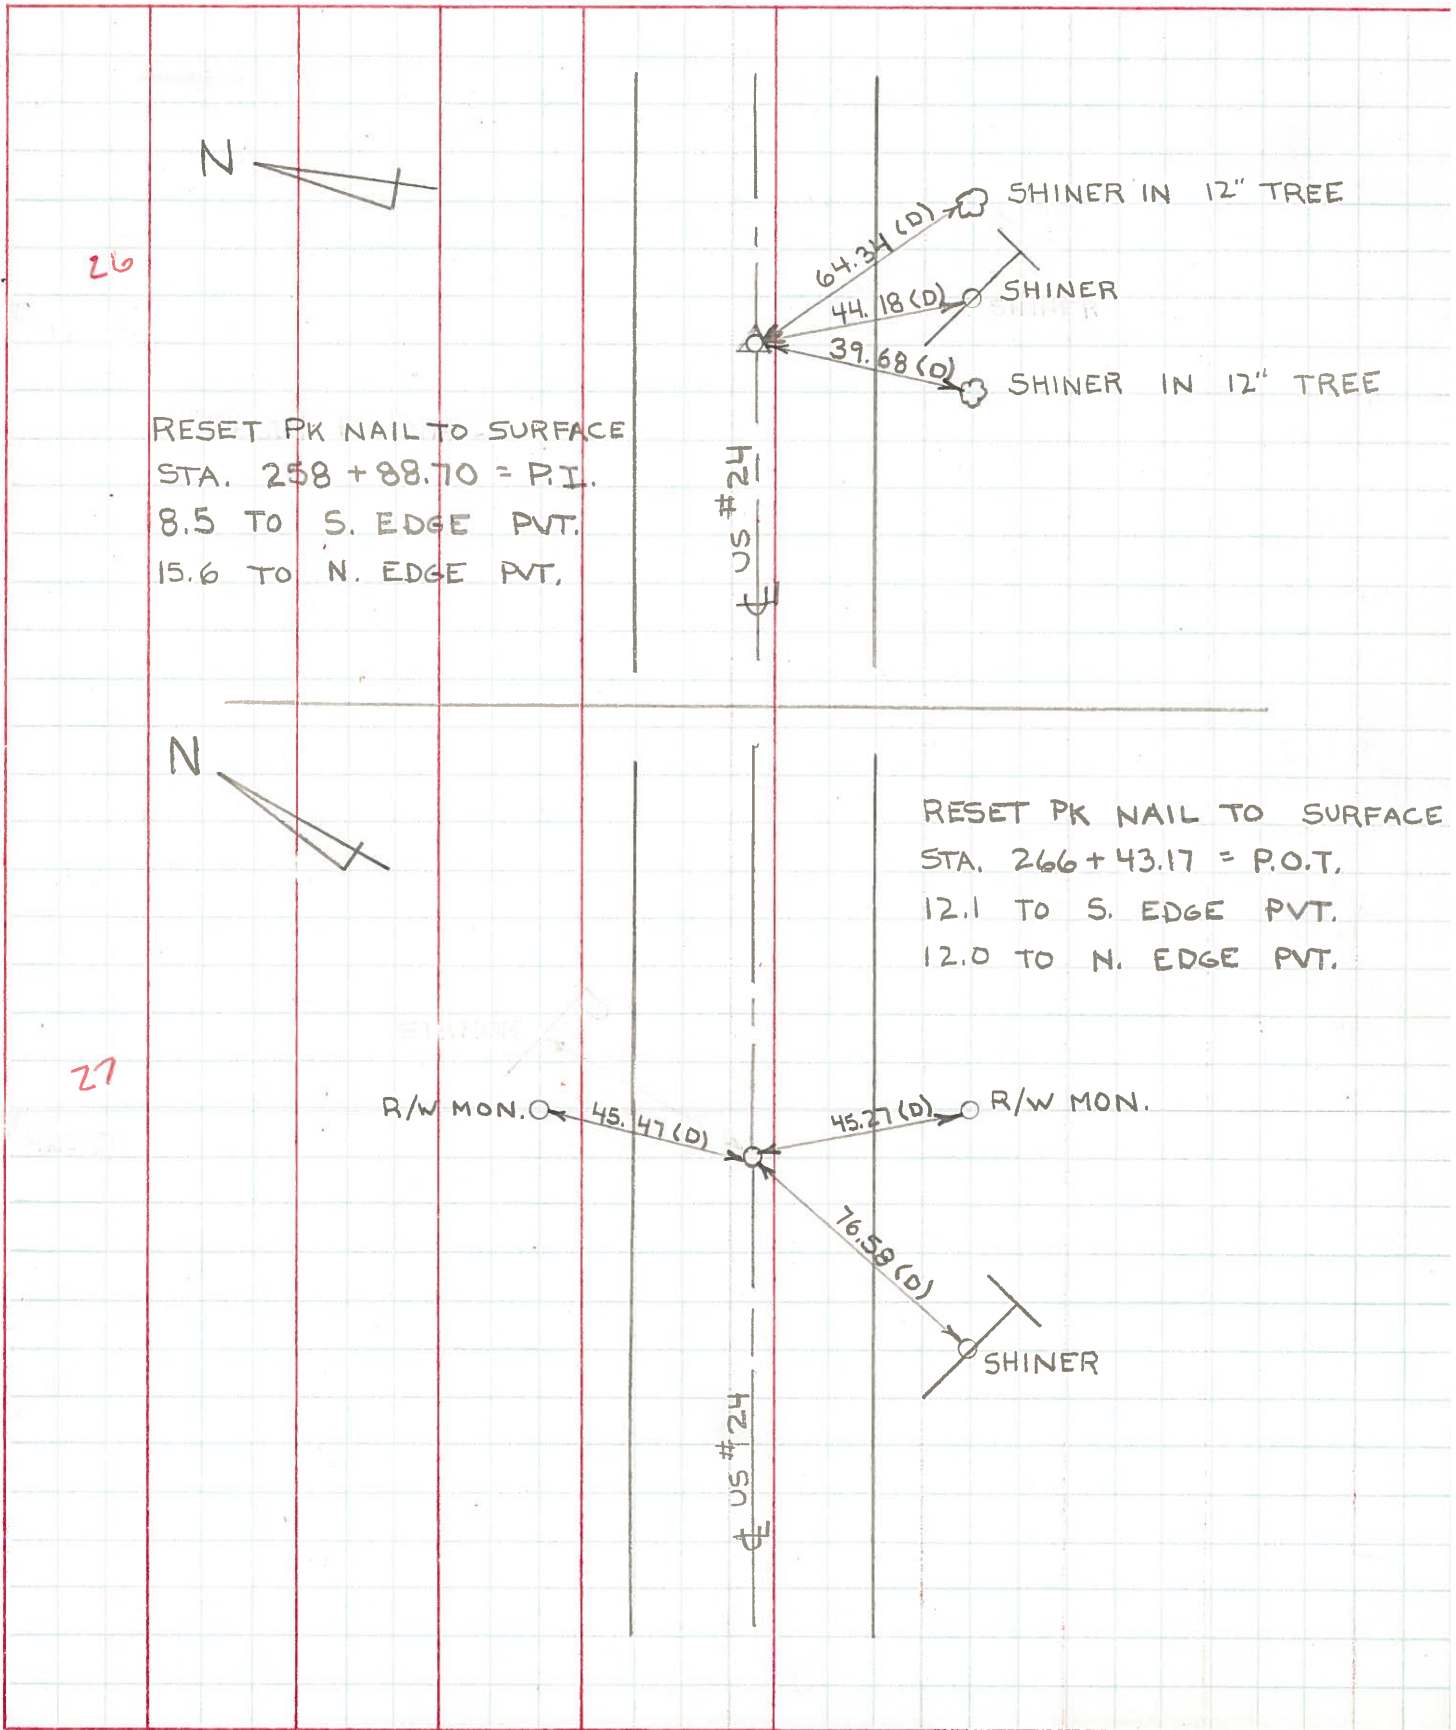 N
26
64.34 (D)
SHINER IN 12" TREE
44.18 (D)
SHINER
39.68 (D)
SHINER IN 12" TREE
RESET PK NAIL TO SURFACE
STA. 258 + 88.70 = P.I.
8.5 TO S. EDGE PVT.
15.6 TO N. EDGE PVT.
℄ US #24
N
RESET PK NAIL TO SURFACE
STA. 266 + 43.17 = P.O.T.
12.1 TO S. EDGE PVT.
12.0 TO N. EDGE PVT.
27
R/W MON.
45.47 (D)
45.27 (D)
R/W MON.
76.58 (D)
SHINER
℄ US #24